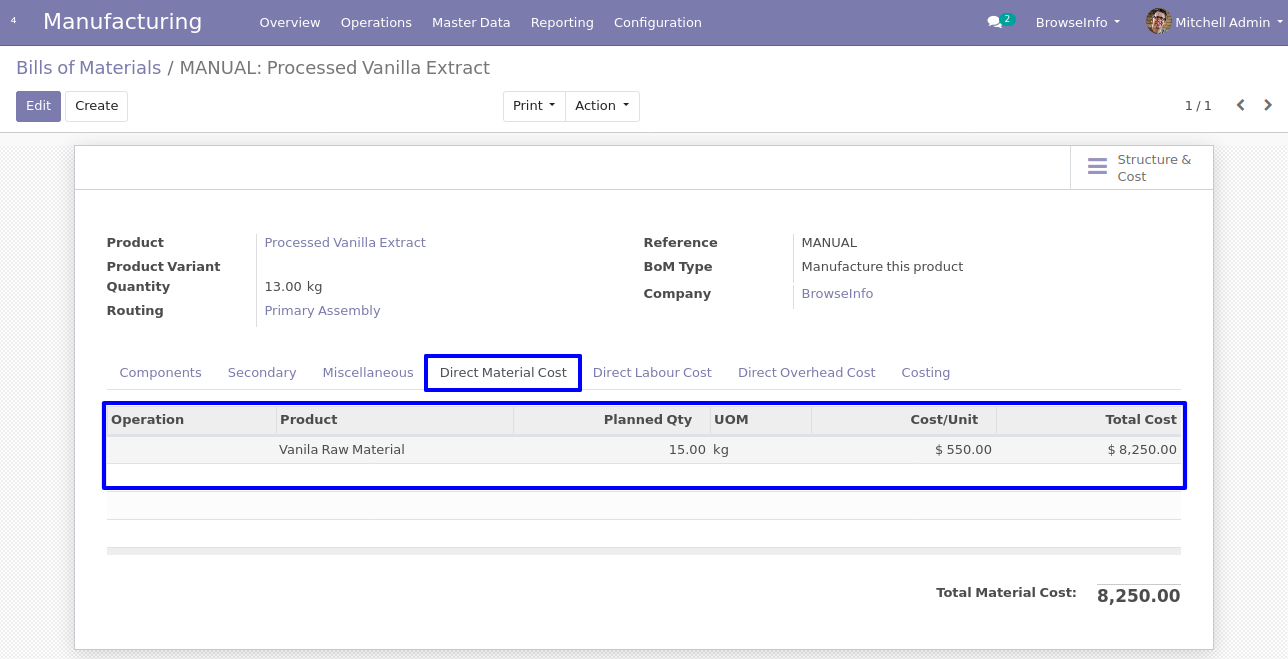 4 Manufacturing Overview Operations Master Data Reporting Configuration 2 BrowseInfo Mitchell Admin
Bills of Materials / MANUAL: Processed Vanilla Extract
Edit Create Print Action 1 / 1
Structure &
Cost
Product Processed Vanilla Extract Reference MANUAL
Product Variant BoM Type Manufacture this product
Quantity 13.00 kg
Company BrowseInfo
Routing Primary Assembly
Components Secondary Miscellaneous Direct Material Cost Direct Labour Cost Direct Overhead Cost Costing
Operation Product Planned Qty UOM Cost/Unit Total Cost
Vanila Raw Material 15.00 kg $ 550.00 $ 8,250.00
Total Material Cost: 8,250.00